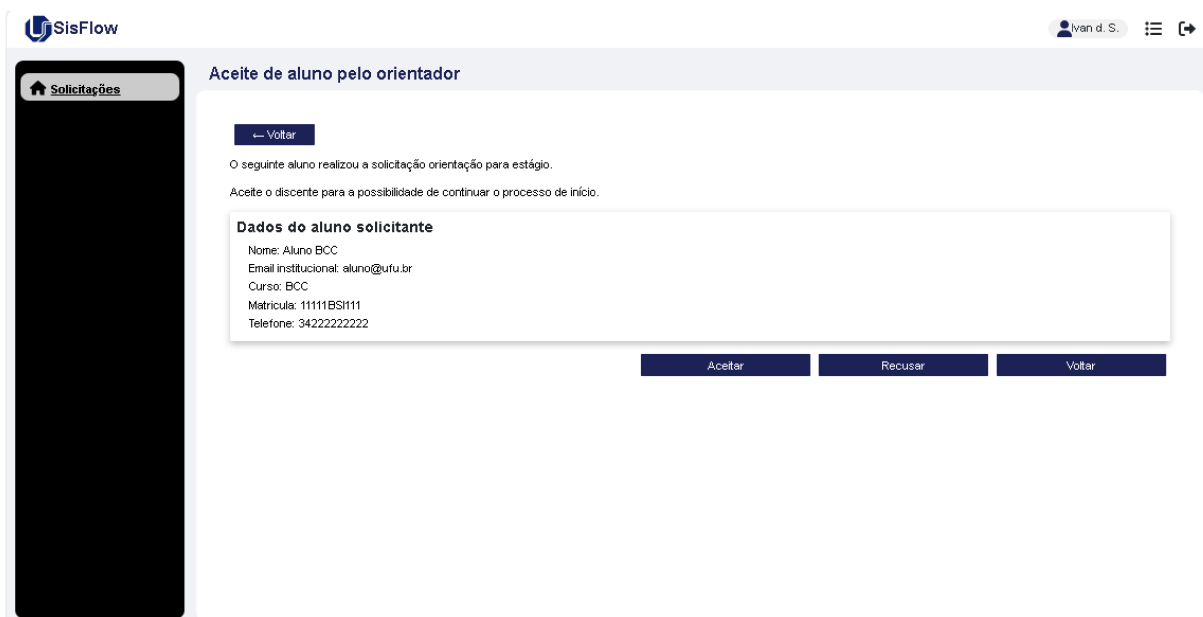 SisFlow
Ivan d. S.
Solicitações
Aceite de aluno pelo orientador
← Voltar
O seguinte aluno realizou a solicitação orientação para estágio.
Aceite o discente para a possibilidade de continuar o processo de início.
Dados do aluno solicitante
Nome: Aluno BCC
Email institucional: aluno@ufu.br
Curso: BCC
Matricula: 11111BSI111
Telefone: 34222222222
Aceitar
Recusar
Voltar